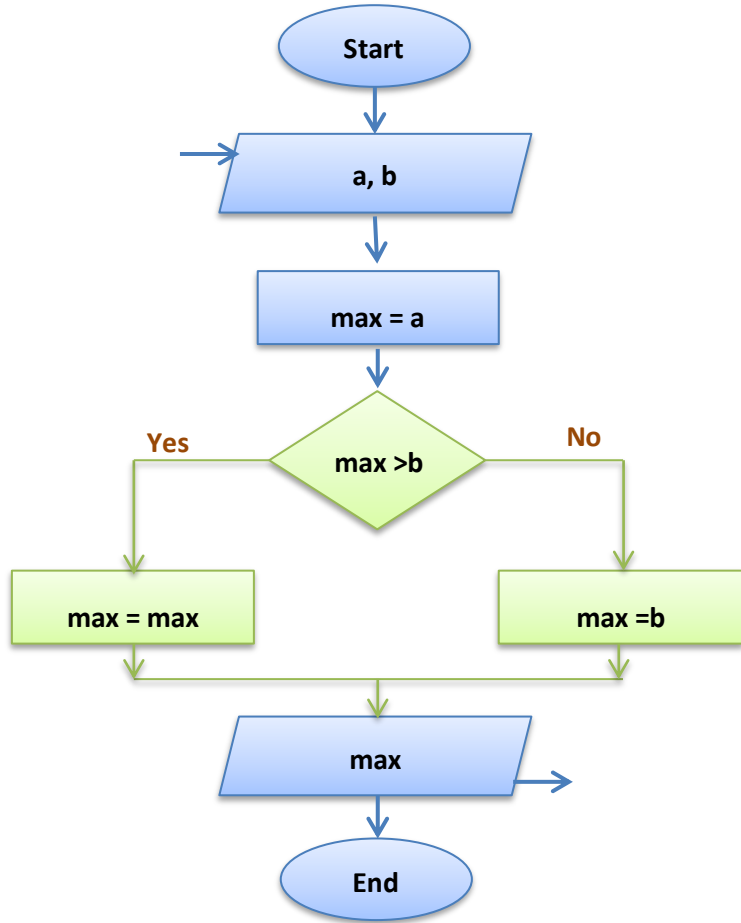 Start
a, b
max = a
Yes
No
max >b
max = max
max =b
max
End